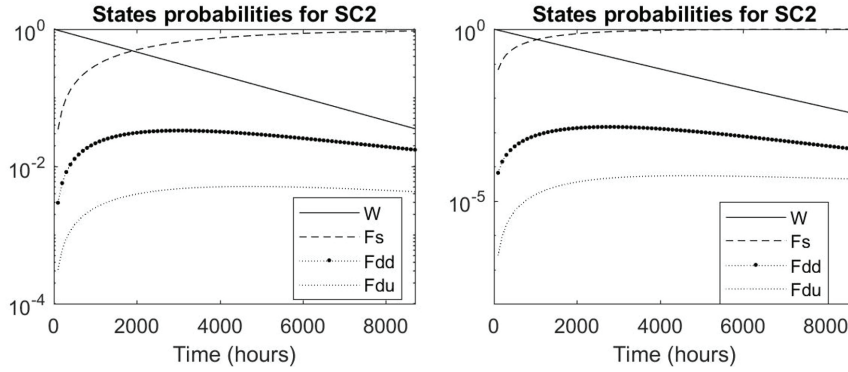 States probabilities for SC2
10^0
10^-2
10^-4
0
2000
4000
6000
8000
Time (hours)
W
Fs
Fdd
Fdu
States probabilities for SC2
10^0
10^-5
0
2000
4000
6000
8000
Time (hours)
W
Fs
Fdd
Fdu